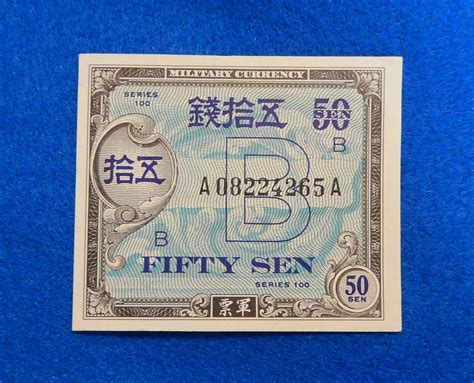 MILITARY CURRENCY
SERIES
100
錢拾五
50
SEN
B
拾五
A08224265A
B
B
FIFTY SEN
SERIES 100
50
SEN
票軍